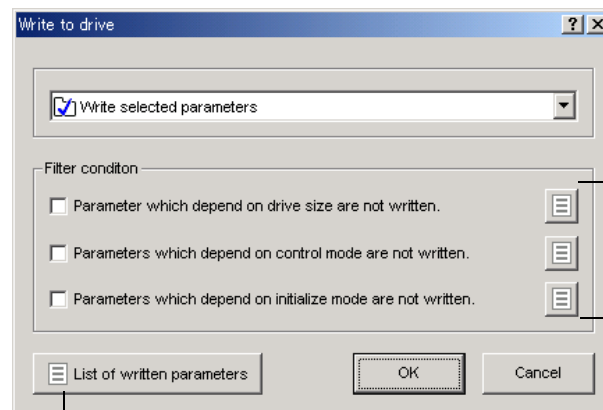 Write to drive
Write selected parameters
Filter conditon
Parameter which depend on drive size are not written.
Parameters which depend on control mode are not written.
Parameters which depend on initialize mode are not written.
List of written parameters
OK
Cancel